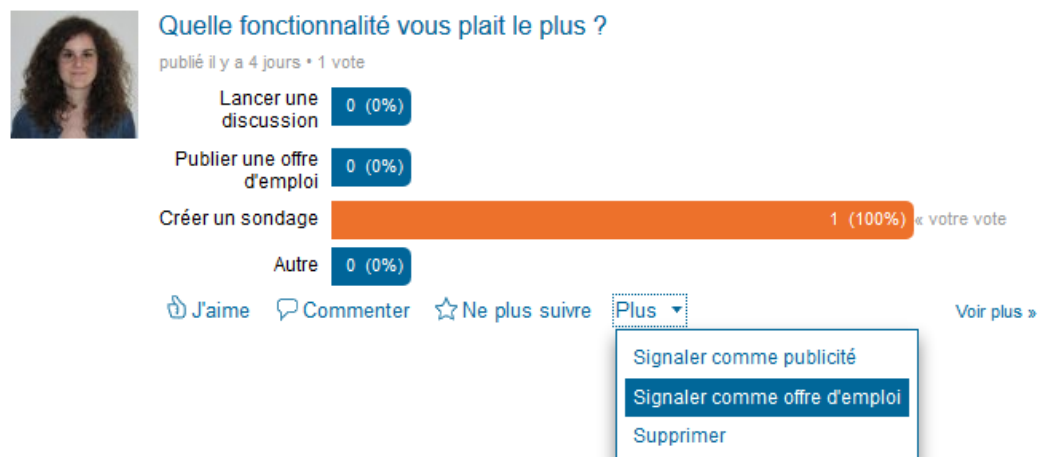 Quelle fonctionnalité vous plait le plus ?
publié il y a 4 jours • 1 vote
Lancer une
discussion
0 (0%)
Publier une offre
d'emploi
0 (0%)
Créer un sondage
1 (100%)
« votre vote
Autre
0 (0%)
J'aime Commenter Ne plus suivre Plus Voir plus »
Signaler comme publicité
Signaler comme offre d'emploi
Supprimer